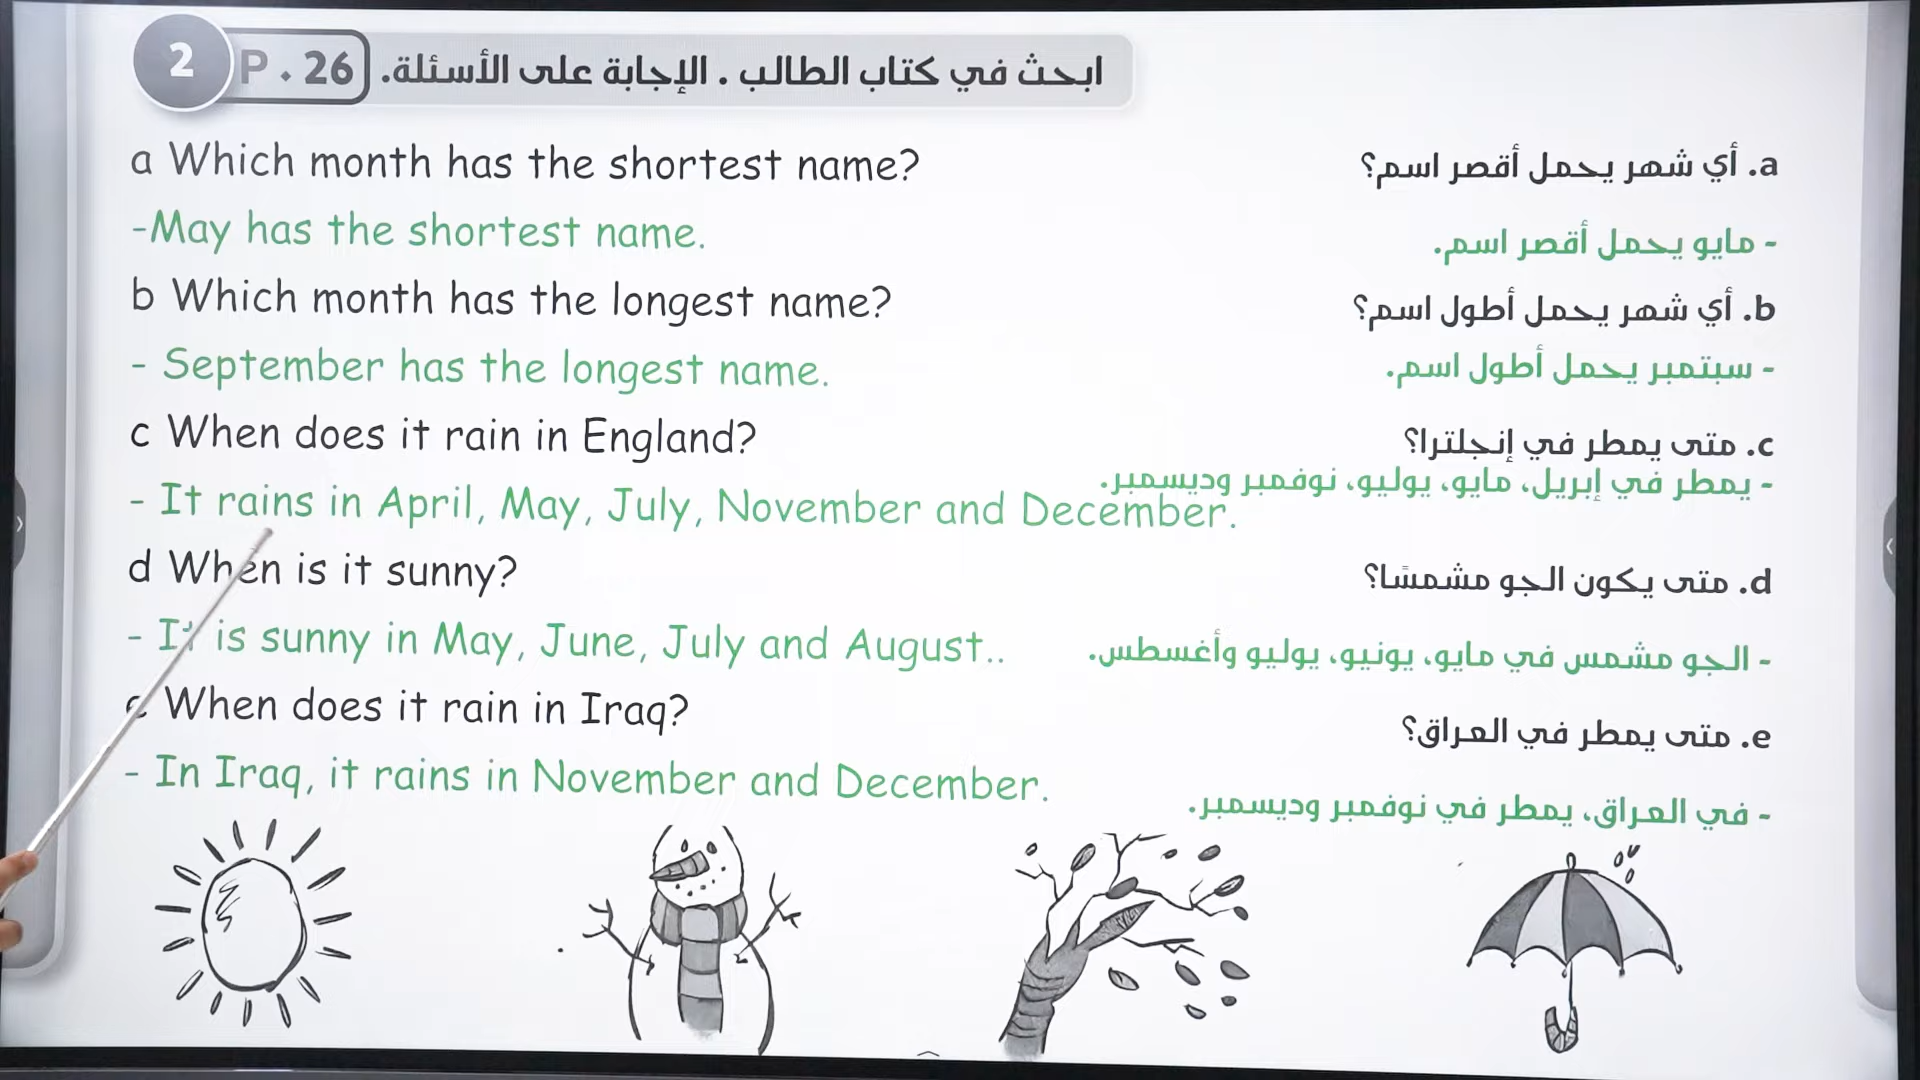 2 P. 26 ابحث في كتاب الطالب . الإجابة على الأسئلة.
a Which month has the shortest name?
a. أي شهر يحمل أقصر اسم؟
-May has the shortest name.
- مايو يحمل أقصر اسم.
b Which month has the longest name?
b. أي شهر يحمل أطول اسم؟
- September has the longest name.
- سبتمبر يحمل أطول اسم.
c When does it rain in England?
c. متى يمطر في إنجلترا؟
- It rains in April, May, July, November and December.
- يمطر في إبريل، مايو، يوليو، نوفمبر وديسمبر.
d When is it sunny?
d. متى يكون الجو مشمسًا؟
- It is sunny in May, June, July and August..
- الجو مشمس في مايو، يونيو، يوليو وأغسطس.
e When does it rain in Iraq?
e. متى يمطر في العراق؟
- In Iraq, it rains in November and December.
- في العراق، يمطر في نوفمبر وديسمبر.